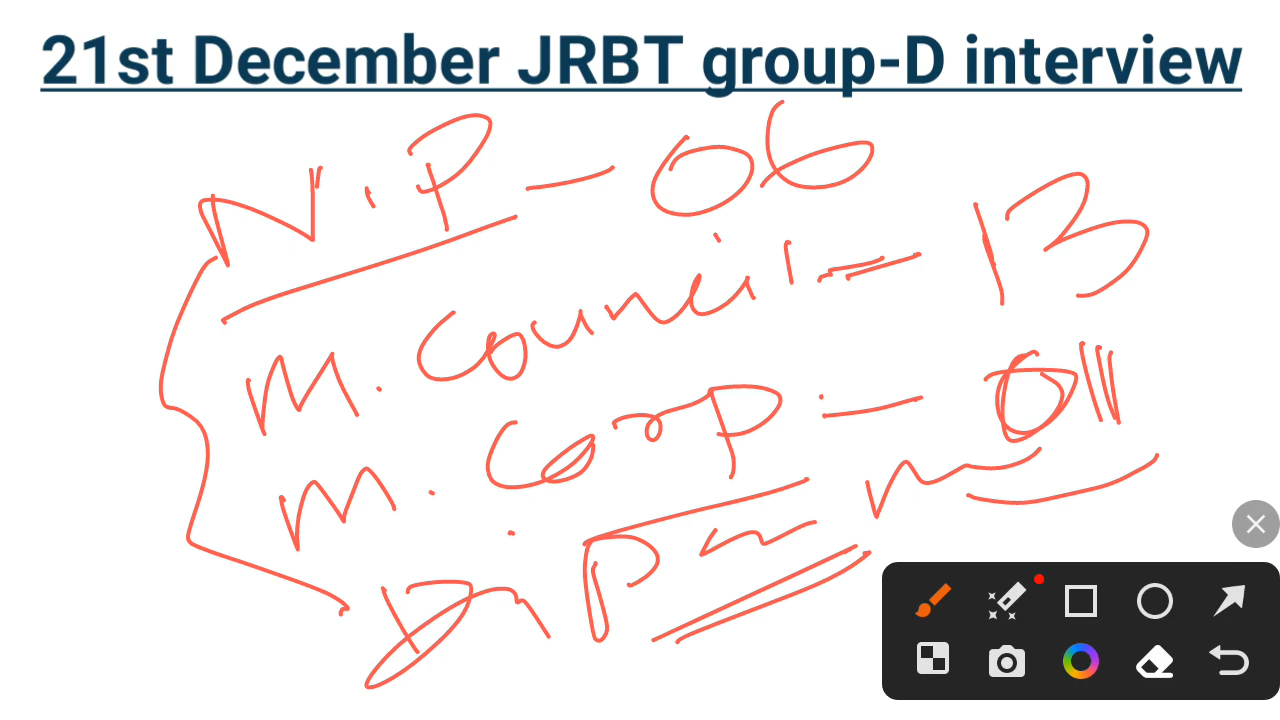 21st December JRBT group-D interview
N.P - 06
M. Council - 13
M. Corp - 01